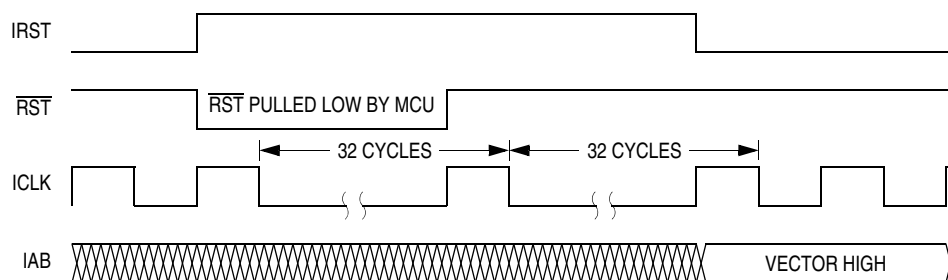 IRST
RST
RST PULLED LOW BY MCU
32 CYCLES
32 CYCLES
ICLK
IAB
VECTOR HIGH